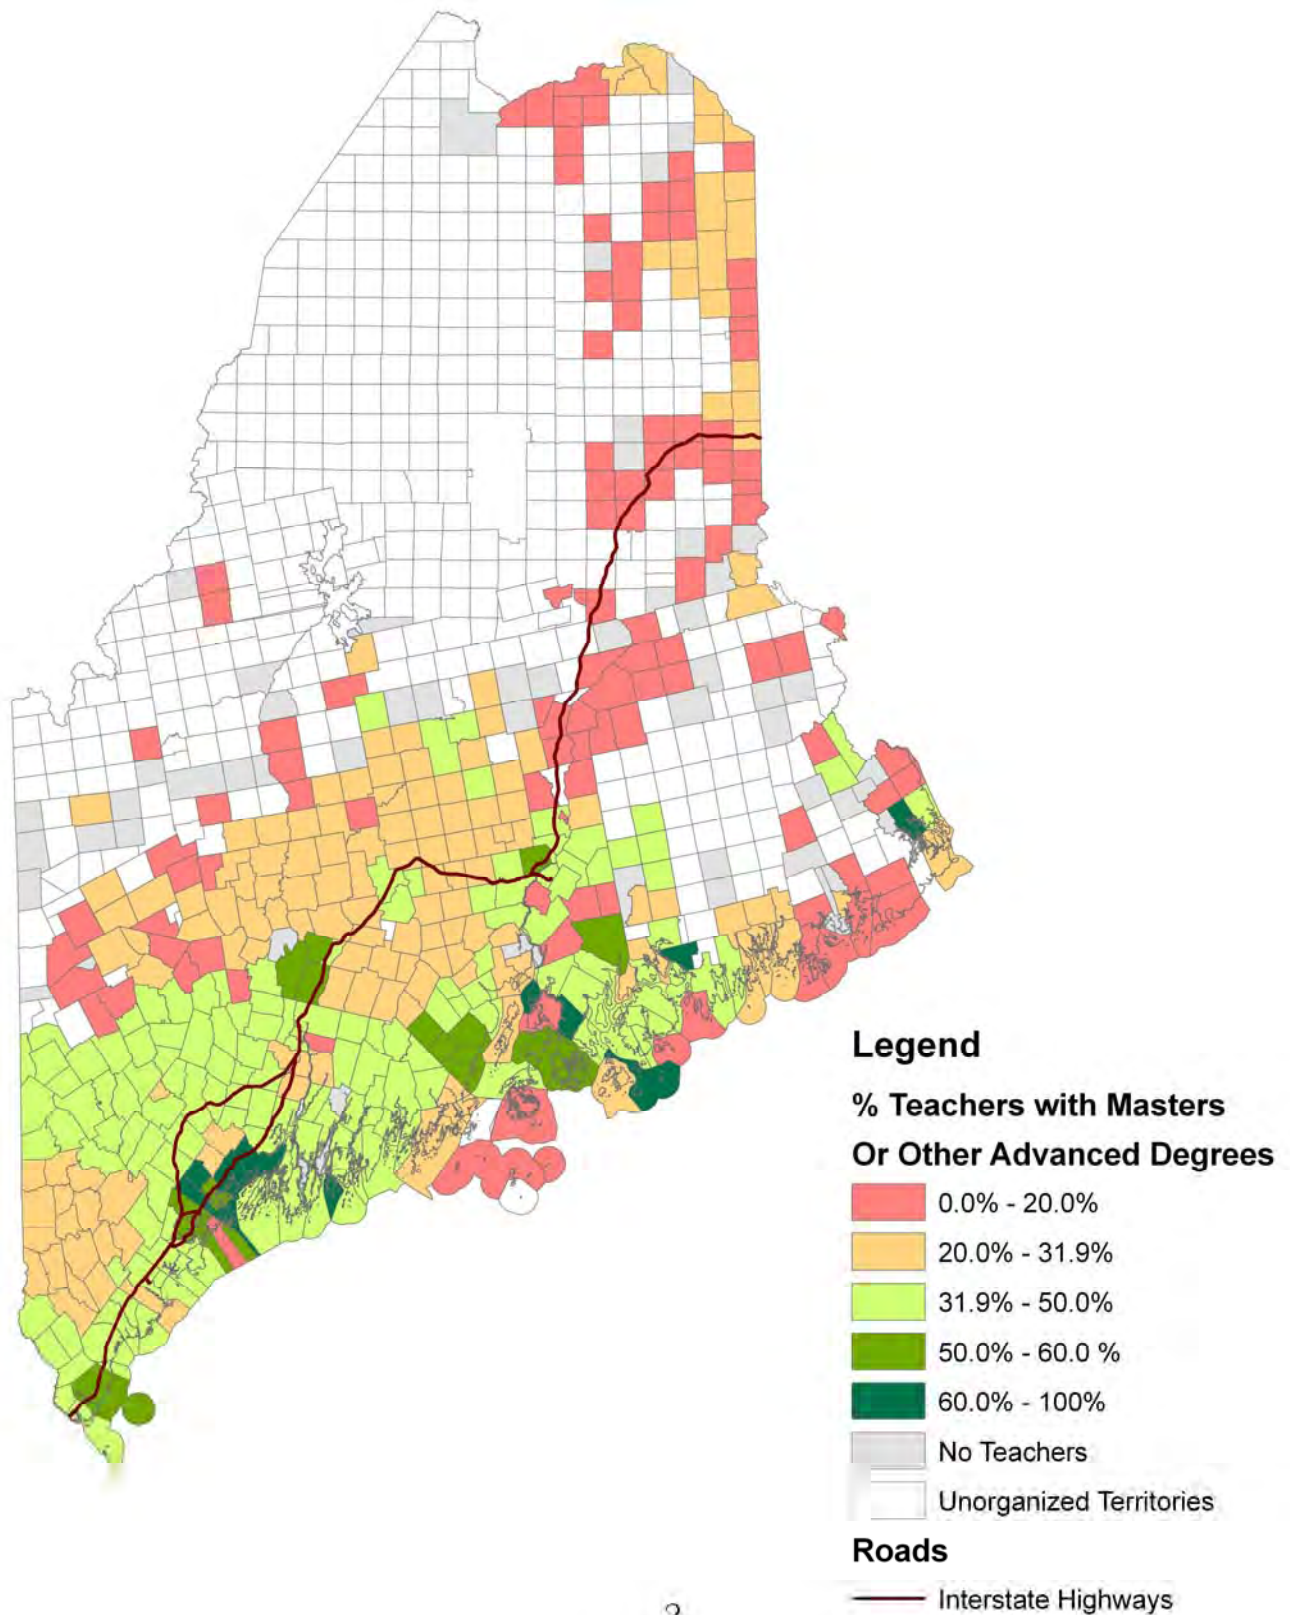 Legend
% Teachers with Masters
Or Other Advanced Degrees
0.0% - 20.0%
20.0% - 31.9%
31.9% - 50.0%
50.0% - 60.0 %
60.0% - 100%
No Teachers
Unorganized Territories
Roads
Interstate Highways